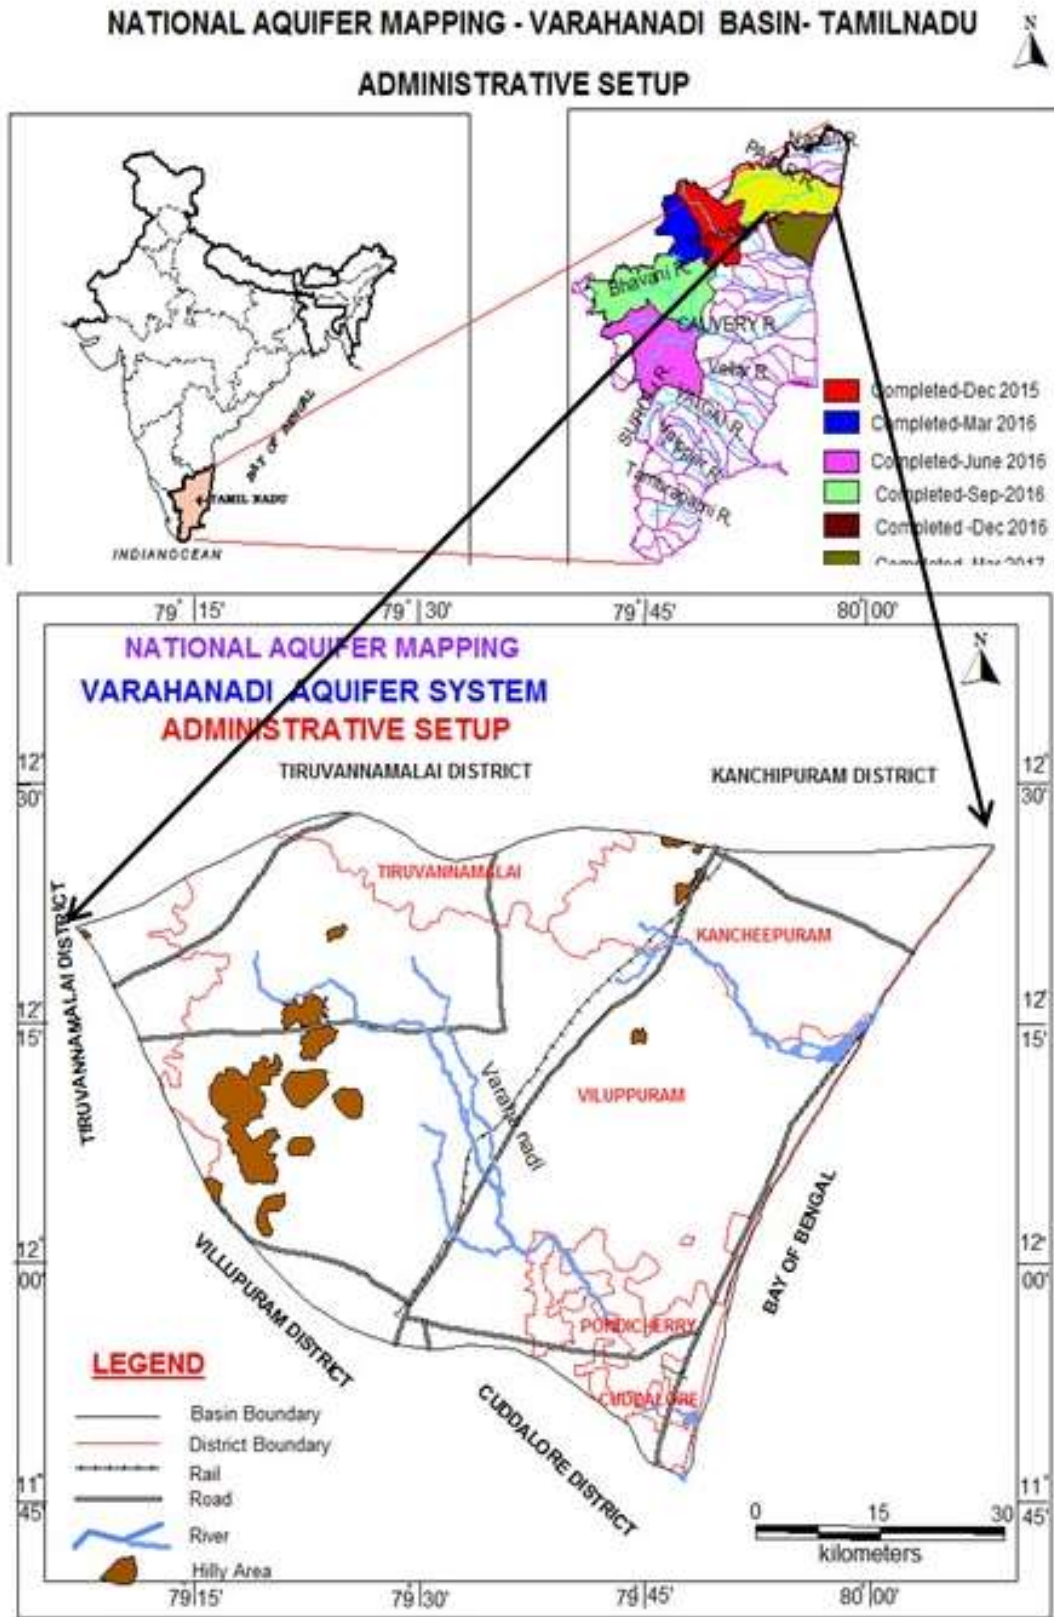 NATIONAL AQUIFER MAPPING - VARAHANADI BASIN- TAMILNADU
N
ADMINISTRATIVE SETUP
BAY OF BENGAL
TAMIL NADU
INDIANOCEAN
Bhavani R.
CAUVERY R.
Vellar R.
VAIGAI R.
Tambrapani R.
Completed-Dec 2015
Completed-Mar 2016
Completed-June 2016
Completed-Sep-2016
Completed -Dec 2016
Completed-Mar 2017
79° 15'
79° 30'
79° 45'
80° 00'
NATIONAL AQUIFER MAPPING
VARAHANADI AQUIFER SYSTEM
ADMINISTRATIVE SETUP
N
TIRUVANNAMALAI DISTRICT
KANCHIPURAM DISTRICT
12° 30'
12° 30'
TIRUVANNAMALAI
KANCHEEPURAM
TIRUVANNAMALAI DISTRICT
12° 15'
12° 15'
Varaha nadi
VILUPPURAM
BAY OF BENGAL
12° 00'
12° 00'
VILLUPURAM DISTRICT
PONDICHERRY
CUDDALORE
CUDDALORE DISTRICT
LEGEND
Basin Boundary
District Boundary
Rail
Road
River
Hilly Area
11° 45'
11° 45'
0 15 30
kilometers
79° 15'
79° 30'
79° 45'
80° 00'